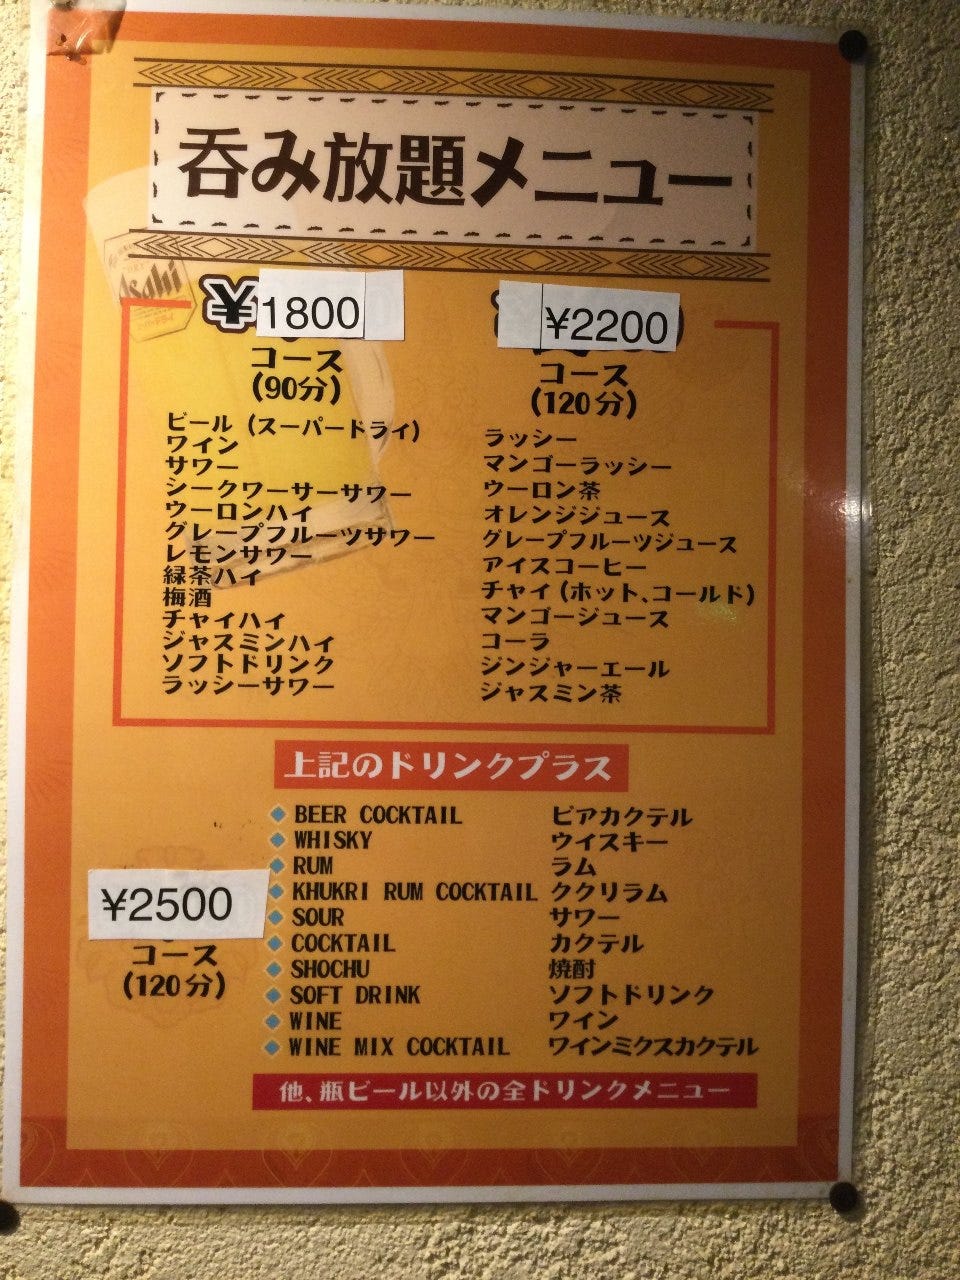 呑み放題メニュー
Asahi
¥1800
コース
(90分)
ビール (スーパードライ)
ワイン
サワー
シークワーサーサワー
ウーロンハイ
グレープフルーツサワー
レモンサワー
緑茶ハイ
梅酒
チャイハイ
ジャスミンハイ
ソフトドリンク
ラッシーサワー
¥2200
コース
(120分)
ラッシー
マンゴーラッシー
ウーロン茶
オレンジジュース
グレープフルーツジュース
アイスコーヒー
チャイ (ホット、コールド)
マンゴージュース
コーラ
ジンジャーエール
ジャスミン茶
上記のドリンクプラス
¥2500
コース
(120分)
BEER COCKTAIL ビアカクテル
WHISKY ウイスキー
RUM ラム
KHUKRI RUM COCKTAIL ククリラム
SOUR サワー
COCKTAIL カクテル
SHOCHU 焼酎
SOFT DRINK ソフトドリンク
WINE ワイン
WINE MIX COCKTAIL ワインミクスカクテル
他、瓶ビール以外の全ドリンクメニュー